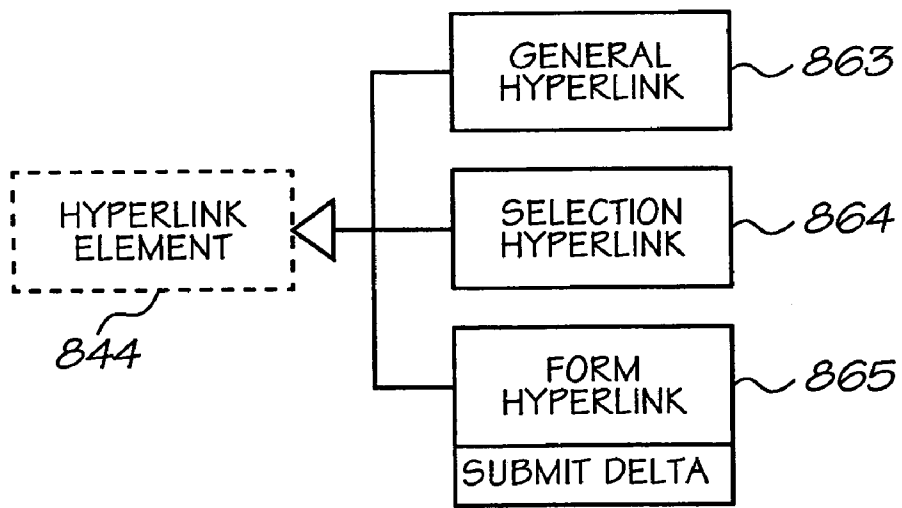 GENERAL
HYPERLINK
863
HYPERLINK
ELEMENT
844
SELECTION
HYPERLINK
864
FORM
HYPERLINK
865
SUBMIT DELTA